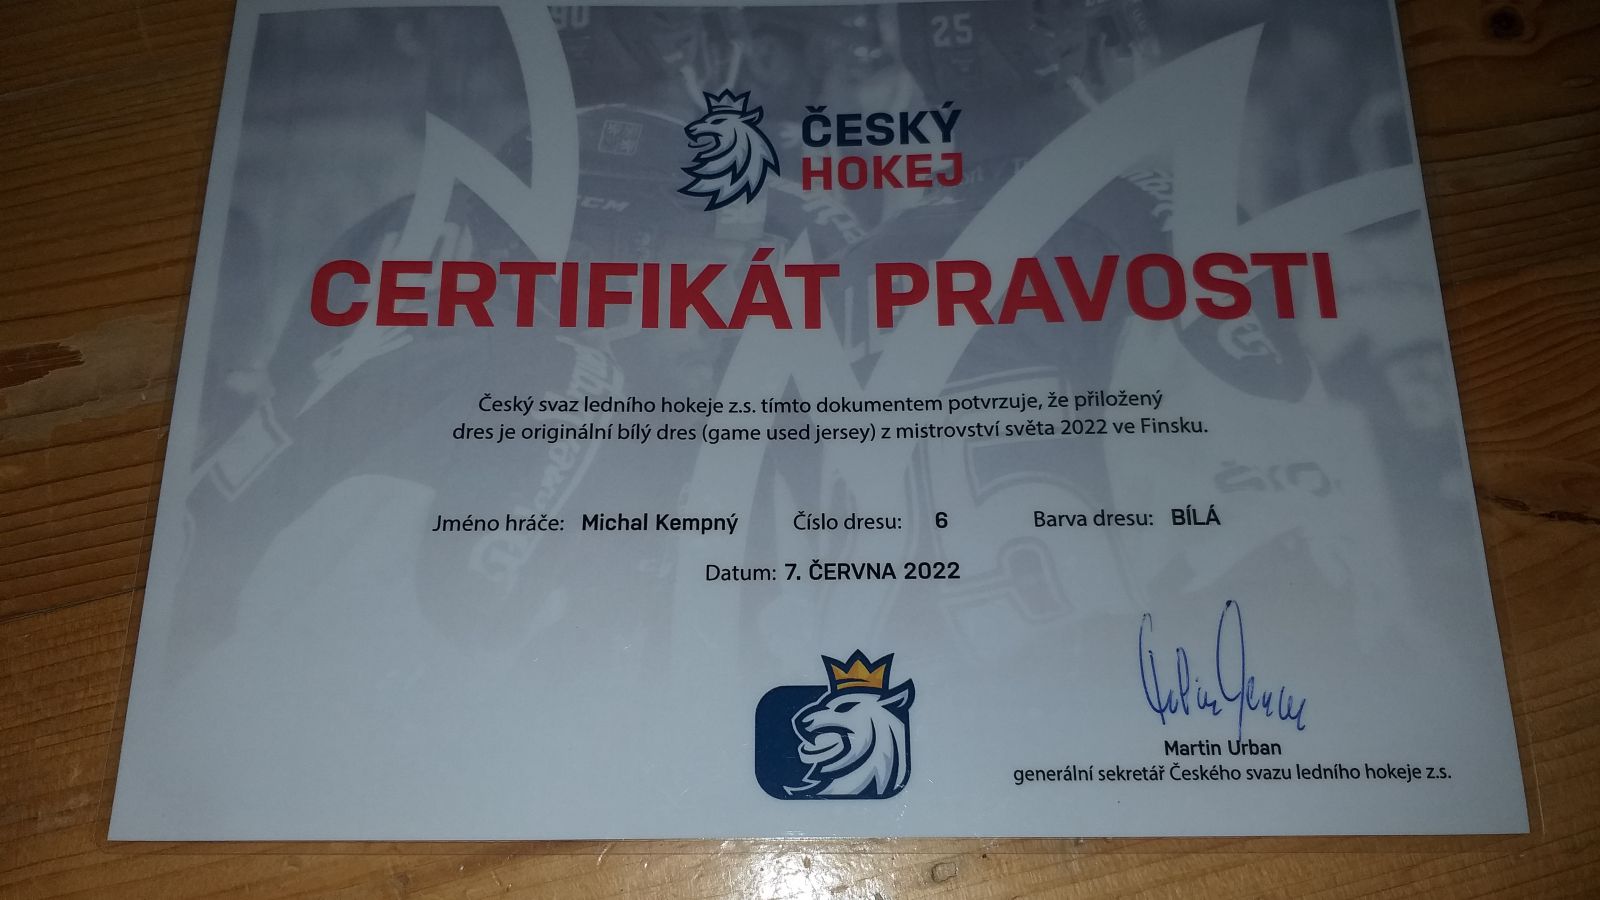 25
ČESKÝ
HOKEJ
CERTIFIKÁT PRAVOSTI
Český svaz ledního hokeje z.s. tímto dokumentem potvrzuje, že přiložený
dres je originální bílý dres (game used jersey) z mistrovství světa 2022 ve Finsku.
Jméno hráče: Michal Kempný Číslo dresu: 6 Barva dresu: BÍLÁ
Datum: 7. ČERVNA 2022
Martin Urban
generální sekretář Českého svazu ledního hokeje z.s.